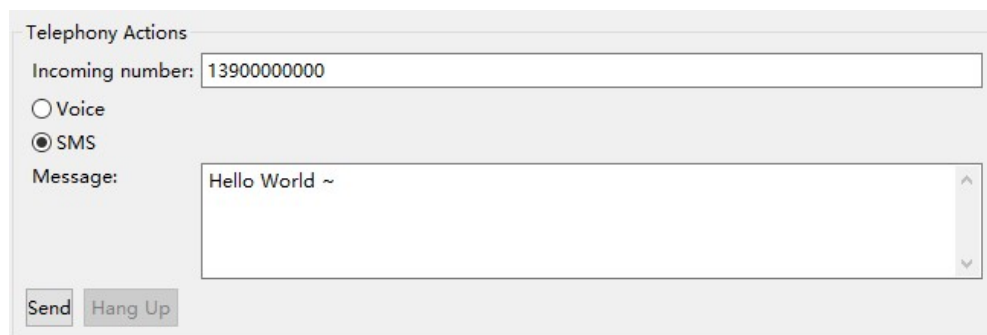 Telephony Actions
Incoming number: 13900000000
Voice
SMS
Message: Hello World ~
Send Hang Up